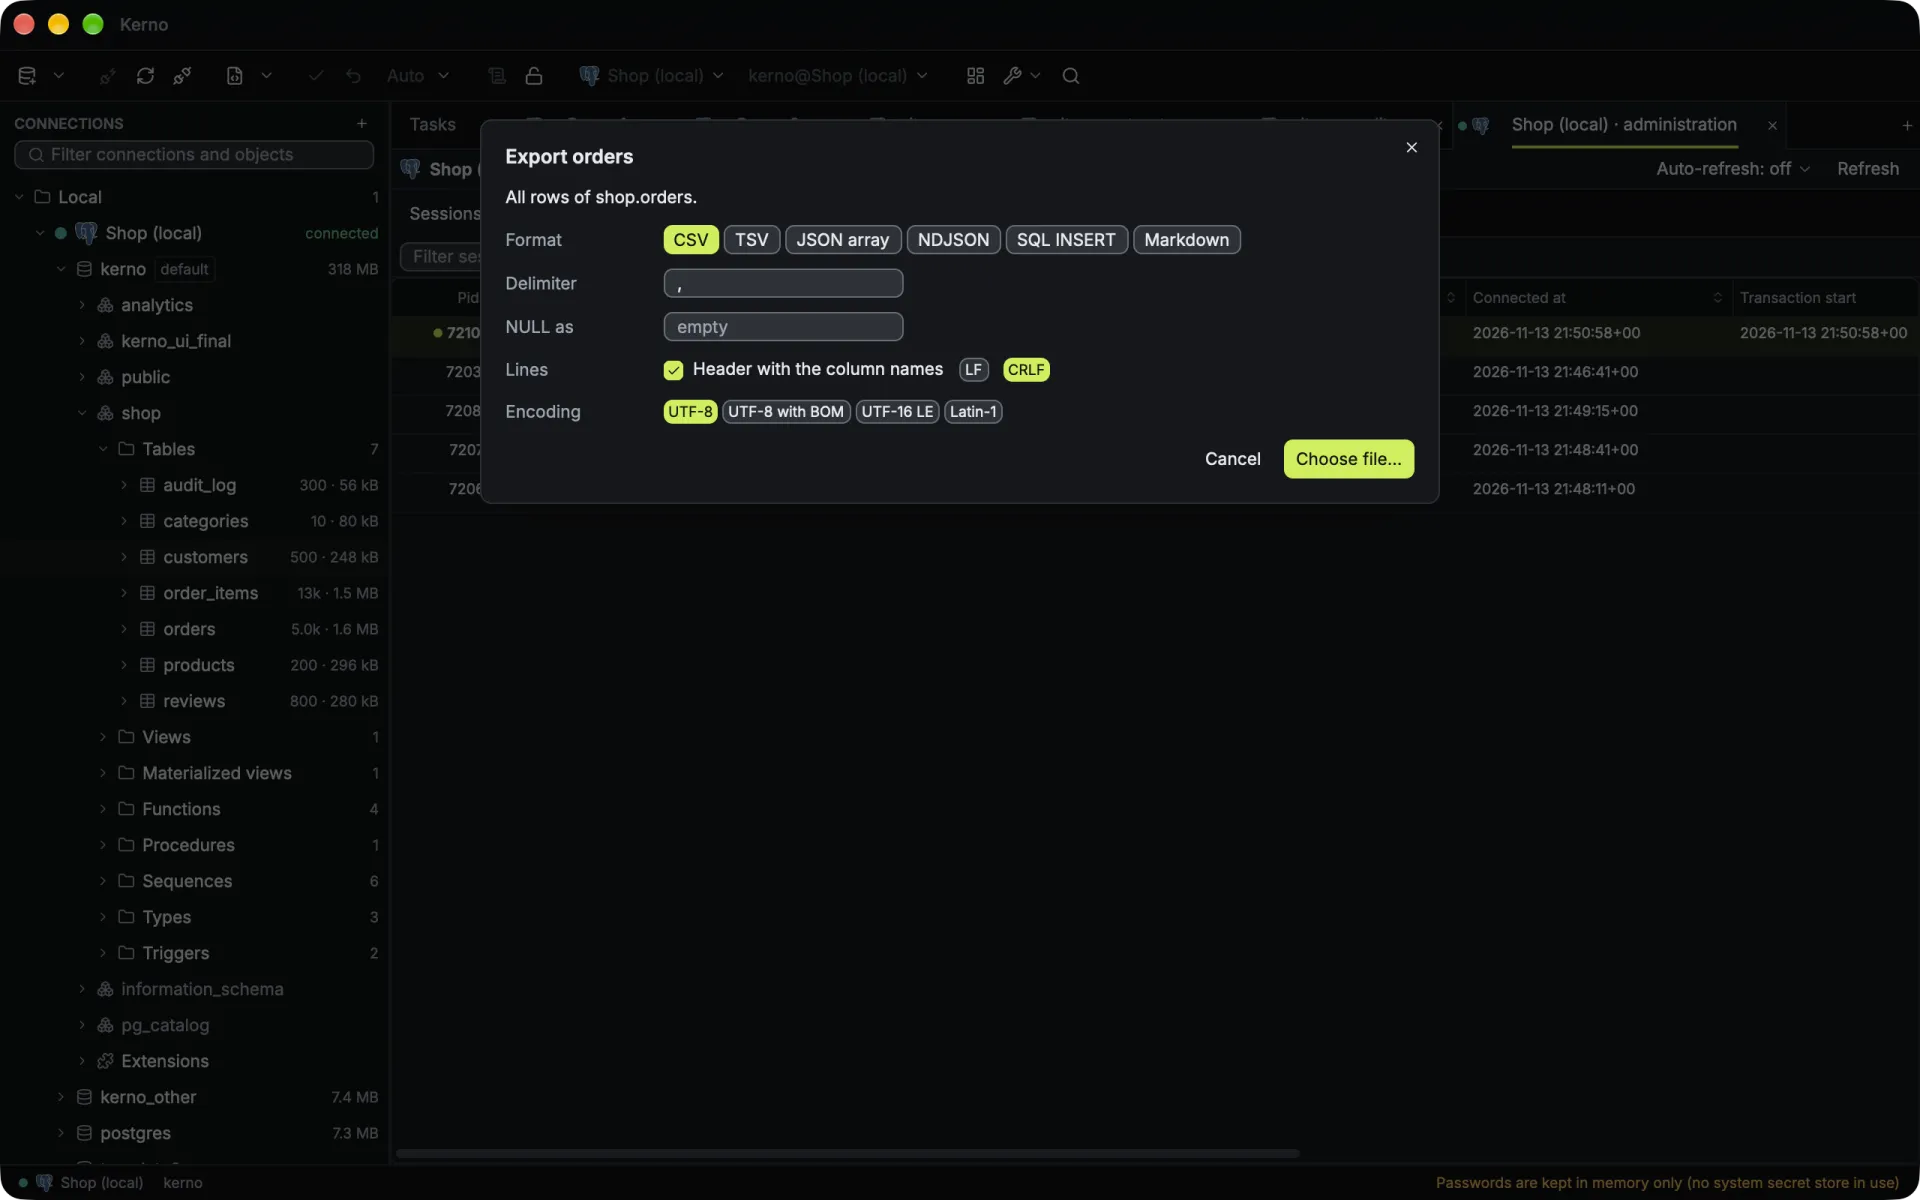 Kerno
Auto
Shop (local)
kerno@Shop (local)
CONNECTIONS
+
Filter connections and objects
Local 1
Shop (local) connected
kerno default 318 MB
analytics
kerno_ui_final
public
shop
Tables 7
audit_log 300 · 56 kB
categories 10 · 80 kB
customers 500 · 248 kB
order_items 13k · 1.5 MB
orders 5.0k · 1.6 MB
products 200 · 296 kB
reviews 800 · 280 kB
Views 1
Materialized views 1
Functions 4
Procedures 1
Sequences 6
Types 3
Triggers 2
information_schema
pg_catalog
Extensions
kerno_other 7.4 MB
postgres 7.3 MB
Tasks
Shop (local) · administration
Shop (
Auto-refresh: off
Refresh
Sessions
Filter ses
Pid
Connected at
Transaction start
7210 2026-11-13 21:50:58+00 2026-11-13 21:50:58+00
7203 2026-11-13 21:46:41+00
7208 2026-11-13 21:49:15+00
7207 2026-11-13 21:48:41+00
7206 2026-11-13 21:48:11+00
Export orders
All rows of shop.orders.
Format CSV TSV JSON array NDJSON SQL INSERT Markdown
Delimiter ,
NULL as empty
Lines Header with the column names LF CRLF
Encoding UTF-8 UTF-8 with BOM UTF-16 LE Latin-1
Cancel Choose file...
Shop (local) kerno
Passwords are kept in memory only (no system secret store in use)